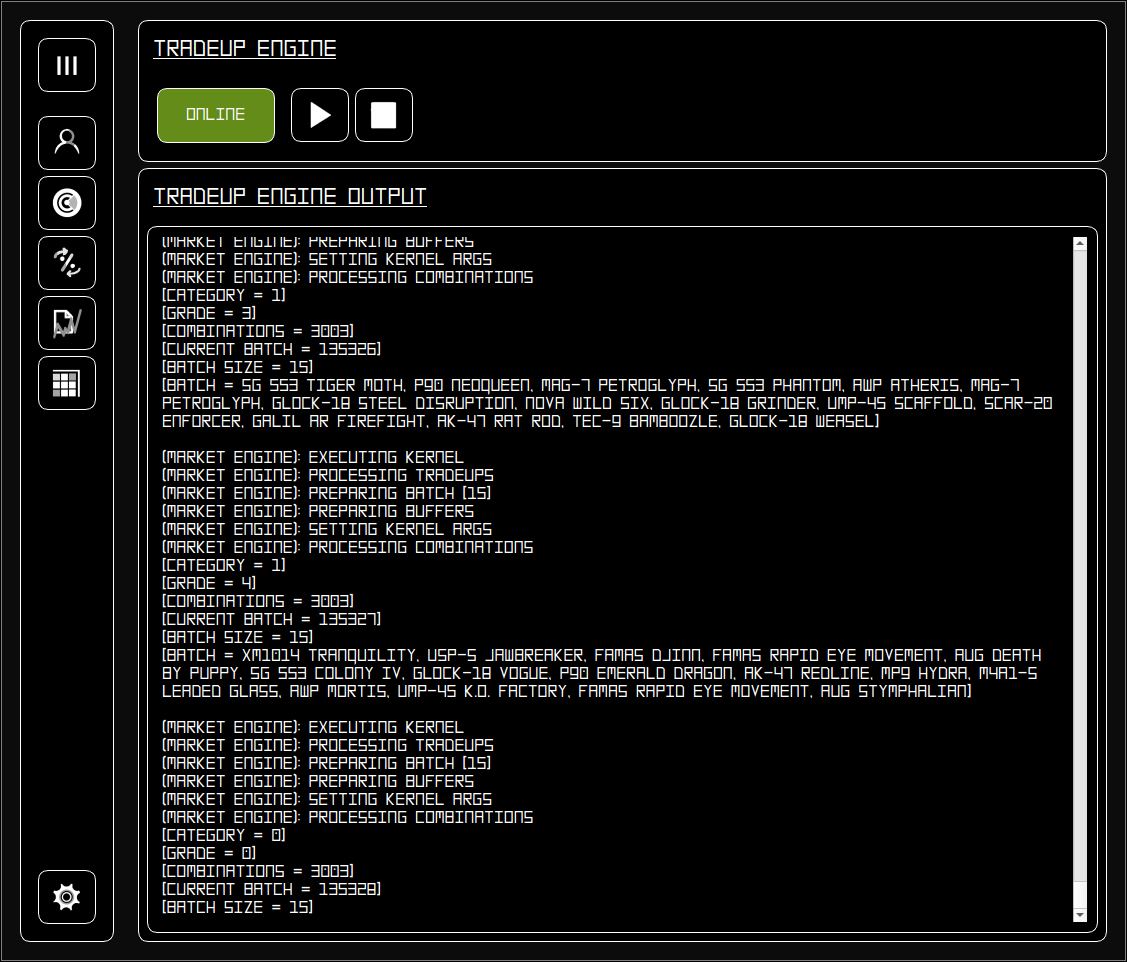 TRADEUP ENGINE
ONLINE
TRADEUP ENGINE OUTPUT
(MARKET ENGINE): PREPARING BUFFERS
(MARKET ENGINE): SETTING KERNEL ARGS
(MARKET ENGINE): PROCESSING COMBINATIONS
[CATEGORY = 1]
[GRADE = 3]
[COMBINATIONS = 3003]
[CURRENT BATCH = 135326]
[BATCH SIZE = 15]
[BATCH = SG 553 TIGER MOTH, P90 NEOQUEEN, MAG-7 PETROGLYPH, SG 553 PHANTOM, AWP ATHERIS, MAG-7
PETROGLYPH, GLOCK-18 STEEL DISRUPTION, NOVA WILD SIX, GLOCK-18 GRINDER, UMP-45 SCAFFOLD, SCAR-20
ENFORCER, GALIL AR FIREFIGHT, AK-47 RAT ROD, TEC-9 BAMBOOZLE, GLOCK-18 WEASEL]
(MARKET ENGINE): EXECUTING KERNEL
(MARKET ENGINE): PROCESSING TRADEUPS
(MARKET ENGINE): PREPARING BATCH [15]
(MARKET ENGINE): PREPARING BUFFERS
(MARKET ENGINE): SETTING KERNEL ARGS
(MARKET ENGINE): PROCESSING COMBINATIONS
[CATEGORY = 1]
[GRADE = 4]
[COMBINATIONS = 3003]
[CURRENT BATCH = 135327]
[BATCH SIZE = 15]
[BATCH = XM1014 TRANQUILITY, USP-S JAWBREAKER, FAMAS DJINN, FAMAS RAPID EYE MOVEMENT, AUG DEATH
BY PUPPY, SG 553 COLONY IV, GLOCK-18 VOGUE, P90 EMERALD DRAGON, AK-47 REDLINE, MP9 HYDRA, M4A1-S
LEADED GLASS, AWP MORTIS, UMP-45 K.O. FACTORY, FAMAS RAPID EYE MOVEMENT, AUG STYMPHALIAN]
(MARKET ENGINE): EXECUTING KERNEL
(MARKET ENGINE): PROCESSING TRADEUPS
(MARKET ENGINE): PREPARING BATCH [15]
(MARKET ENGINE): PREPARING BUFFERS
(MARKET ENGINE): SETTING KERNEL ARGS
(MARKET ENGINE): PROCESSING COMBINATIONS
[CATEGORY = 0]
[GRADE = 0]
[COMBINATIONS = 3003]
[CURRENT BATCH = 135328]
[BATCH SIZE = 15]